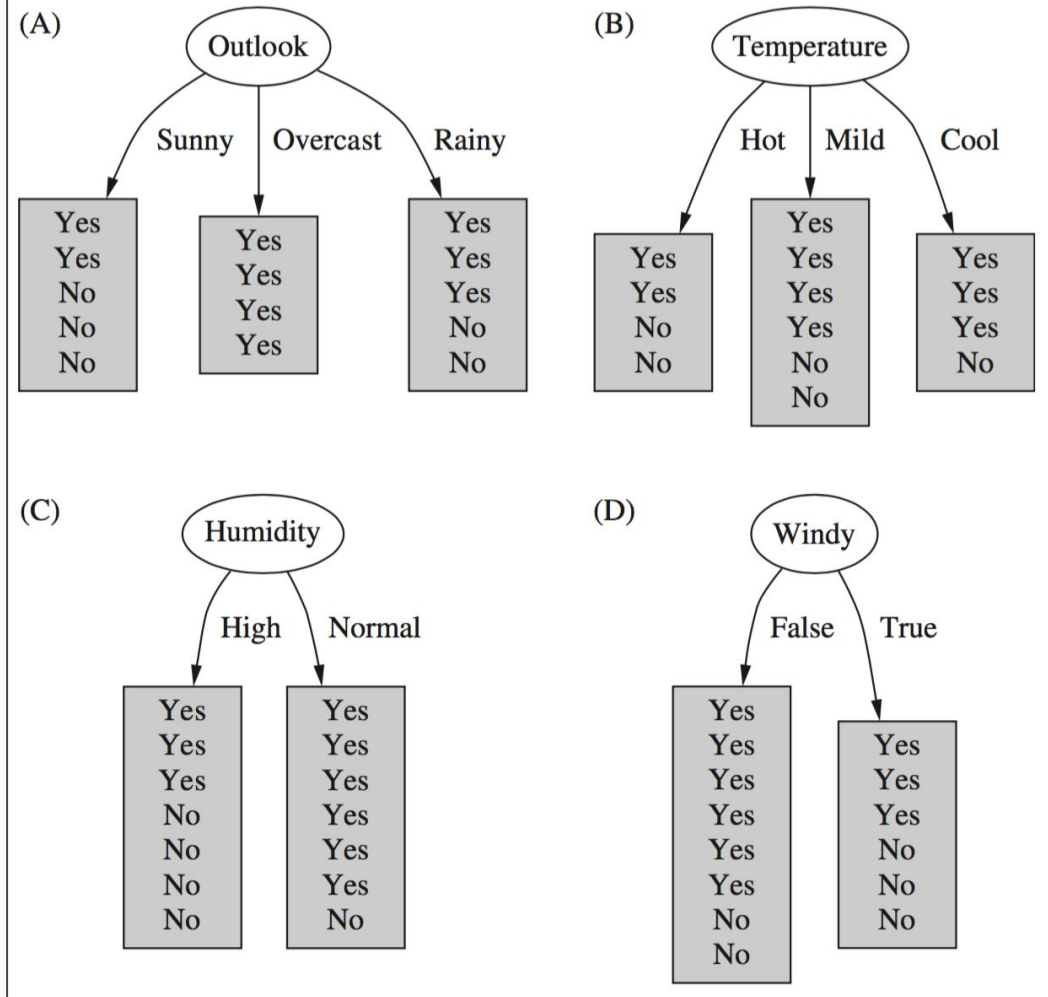 (A)
Outlook
Sunny
Overcast
Rainy
Yes
Yes
No
No
No
Yes
Yes
Yes
Yes
Yes
Yes
Yes
No
No
(B)
Temperature
Hot
Mild
Cool
Yes
Yes
No
No
Yes
Yes
Yes
Yes
No
No
Yes
Yes
Yes
No
(C)
Humidity
High
Normal
Yes
Yes
Yes
No
No
No
No
Yes
Yes
Yes
Yes
Yes
Yes
No
(D)
Windy
False
True
Yes
Yes
Yes
Yes
Yes
Yes
No
No
Yes
Yes
Yes
No
No
No